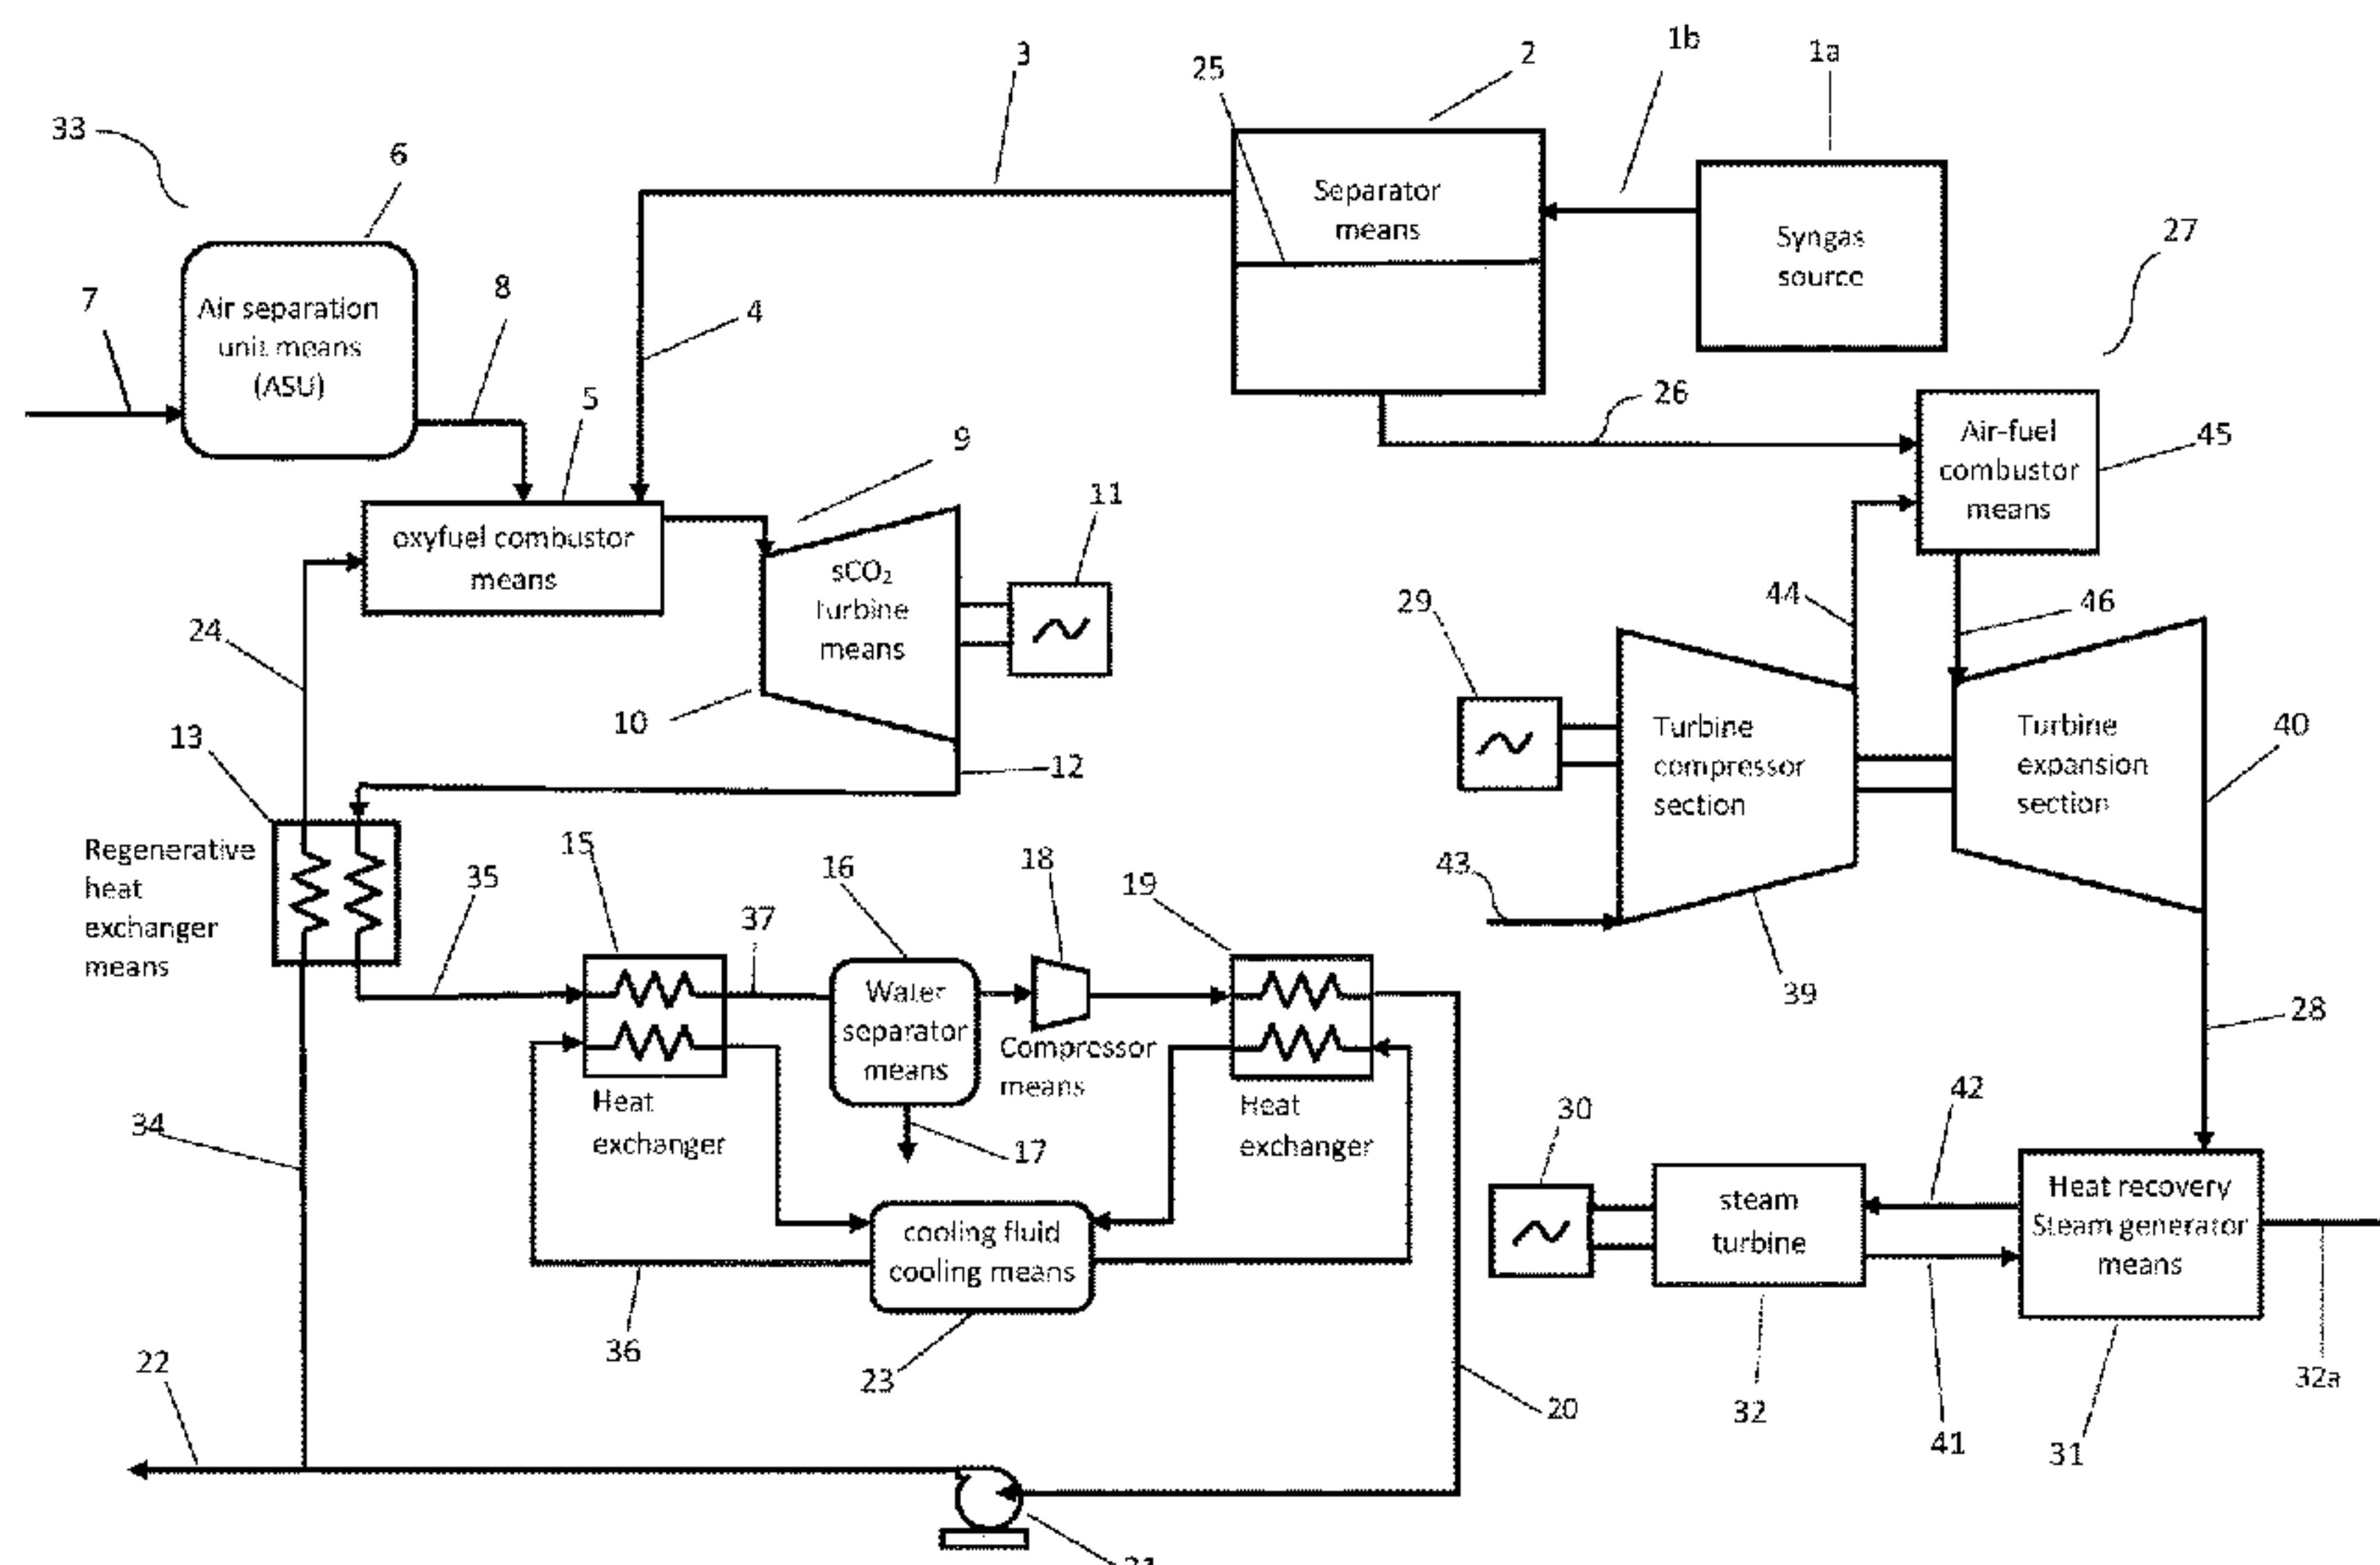 3
25
2
1b
1a
33
6
Separator
means
Syngas
source
27
7
Air separation
unit means
(ASU)
8
4
5
26
9
Air-fuel
combustor
means
45
11
oxyfuel combustor
means
sCO₂
turbine
means
24
29
44
46
10
13
12
Turbine
compressor
section
Turbine
expansion
section
40
Regenerative
heat
exchanger
means
35
15
16
18
19
43
37
39
Water
separator
means
Compressor
means
28
34
Heat
exchanger
17
Heat
exchanger
30
42
cooling fluid
cooling means
steam
turbine
Heat recovery
Steam generator
means
36
23
22
20
32
41
31
32a